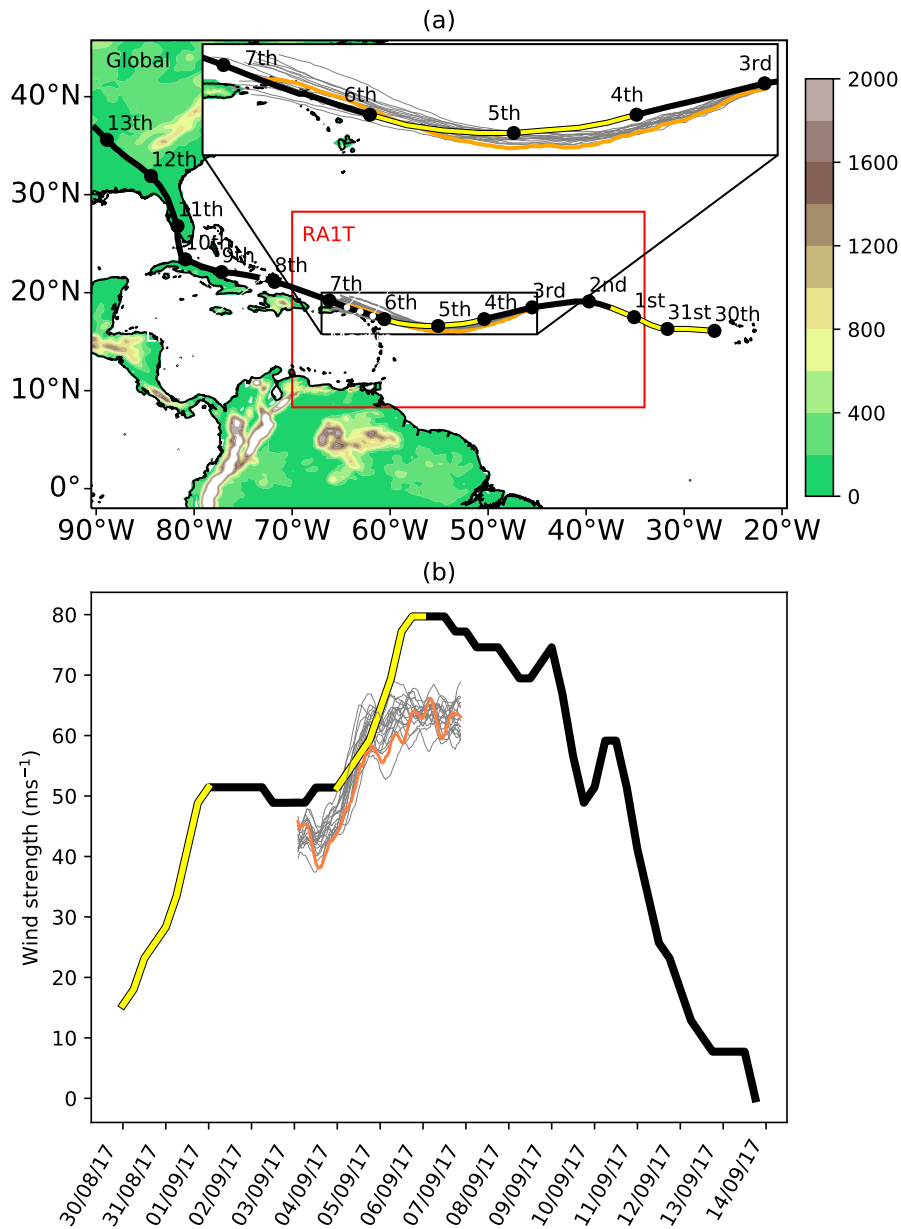 (a)
Global
7th
6th
5th
4th
3rd
13th
12th
11th
10th
9th
8th
7th
6th
5th
4th
3rd
2nd
1st
31st
30th
RA1T
40°N
30°N
20°N
10°N
0°
90°W
80°W
70°W
60°W
50°W
40°W
30°W
20°W
2000
1600
1200
800
400
0
(b)
Wind strength (ms⁻¹)
80
70
60
50
40
30
20
10
0
30/08/17
31/08/17
01/09/17
02/09/17
03/09/17
04/09/17
05/09/17
06/09/17
07/09/17
08/09/17
09/09/17
10/09/17
11/09/17
12/09/17
13/09/17
14/09/17